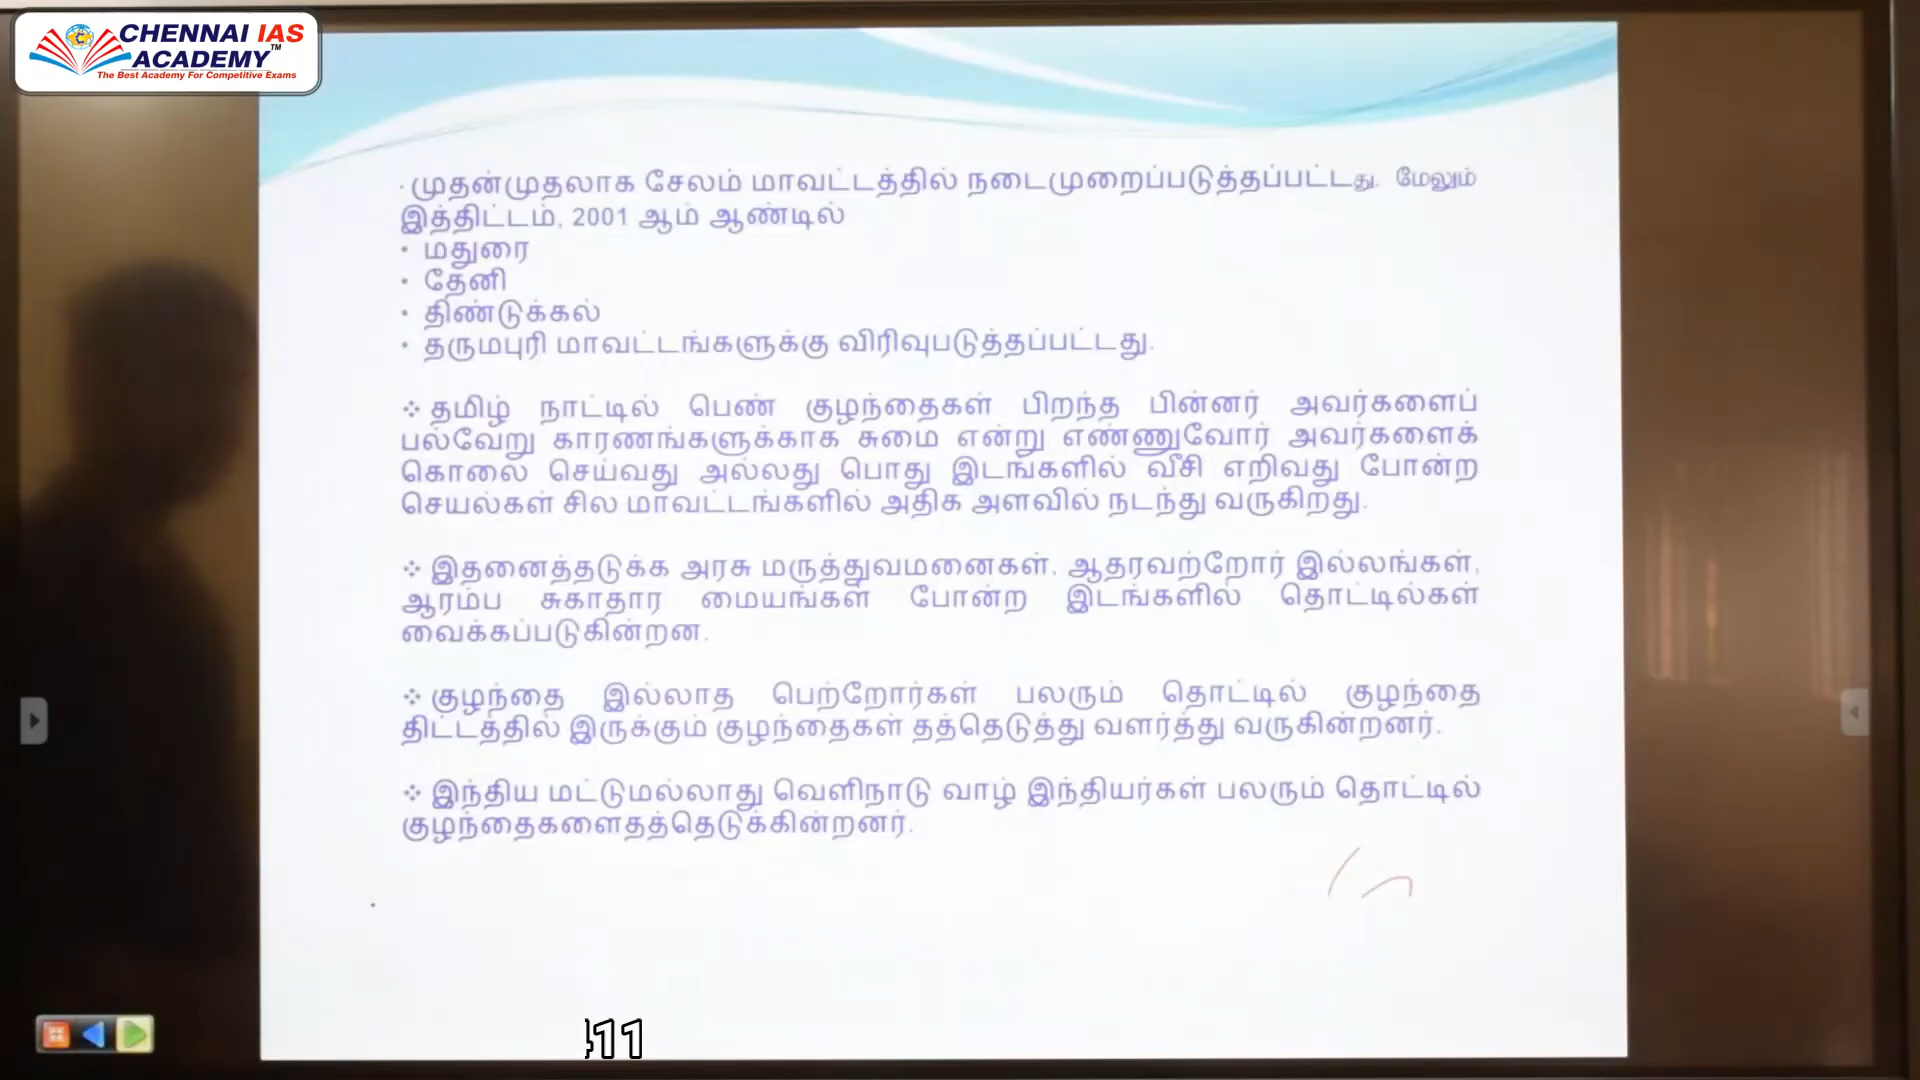 CHENNAI IAS
ACADEMY™
The Best Academy For Competitive Exams
· முதன்முதலாக சேலம் மாவட்டத்தில் நடைமுறைப்படுத்தப்பட்டது. மேலும்
இத்திட்டம், 2001 ஆம் ஆண்டில்
• மதுரை
• தேனி
• திண்டுக்கல்
• தருமபுரி மாவட்டங்களுக்கு விரிவுபடுத்தப்பட்டது.
❖ தமிழ் நாட்டில் பெண் குழந்தைகள் பிறந்த பின்னர் அவர்களைப்
பல்வேறு காரணங்களுக்காக சுமை என்று எண்ணுவோர் அவர்களைக்
கொலை செய்வது அல்லது பொது இடங்களில் வீசி எறிவது போன்ற
செயல்கள் சில மாவட்டங்களில் அதிக அளவில் நடந்து வருகிறது.
❖ இதனைத்தடுக்க அரசு மருத்துவமனைகள், ஆதரவற்றோர் இல்லங்கள்,
ஆரம்ப சுகாதார மையங்கள் போன்ற இடங்களில் தொட்டில்கள்
வைக்கப்படுகின்றன.
❖ குழந்தை இல்லாத பெற்றோர்கள் பலரும் தொட்டில் குழந்தை
திட்டத்தில் இருக்கும் குழந்தைகள் தத்தெடுத்து வளர்த்து வருகின்றனர்.
❖ இந்திய மட்டுமல்லாது வெளிநாடு வாழ் இந்தியர்கள் பலரும் தொட்டில்
குழந்தைகளைதத்தெடுக்கின்றனர்.
11